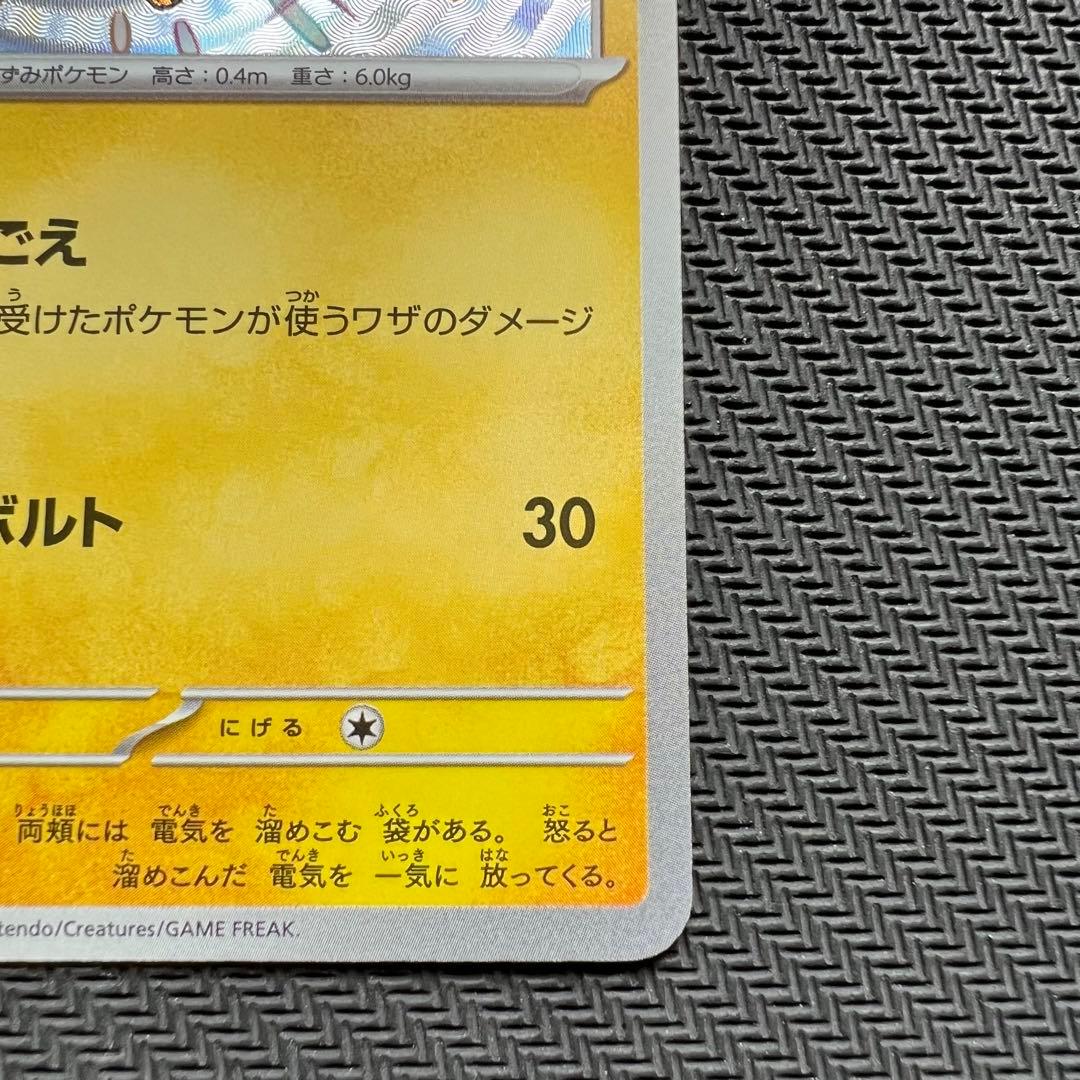 ずみポケモン 高さ：0.4m 重さ：6.0kg
ごえ
受けたポケモンが使うワザのダメージ
ボルト 30
にげる
両頬には 電気を 溜めこむ 袋がある。 怒ると
溜めこんだ 電気を 一気に 放ってくる。
tendo/Creatures/GAME FREAK.